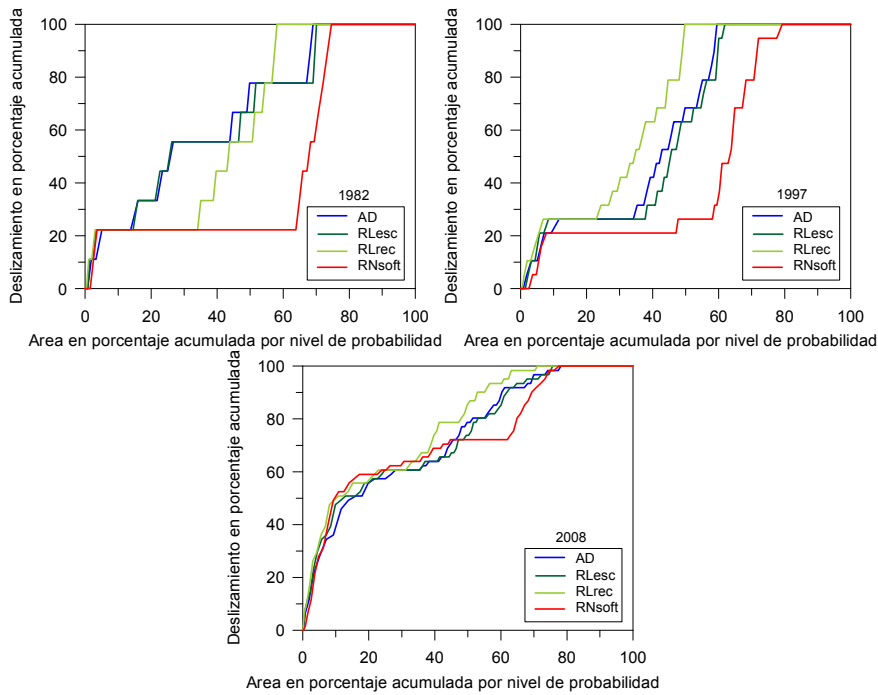 Deslizamiento en porcentaje acumulada
100
80
60
40
20
0
1982
AD
RLesc
RLrec
RNsoft
0 20 40 60 80 100
Area en porcentaje acumulada por nivel de probabilidad
Deslizamiento en porcentaje acumulada
100
80
60
40
20
0
1997
AD
RLesc
RLrec
RNsoft
0 20 40 60 80 100
Area en porcentaje acumulada por nivel de probabilidad
Deslizamiento en porcentaje acumulada
100
80
60
40
20
0
2008
AD
RLesc
RLrec
RNsoft
0 20 40 60 80 100
Area en porcentaje acumulada por nivel de probabilidad